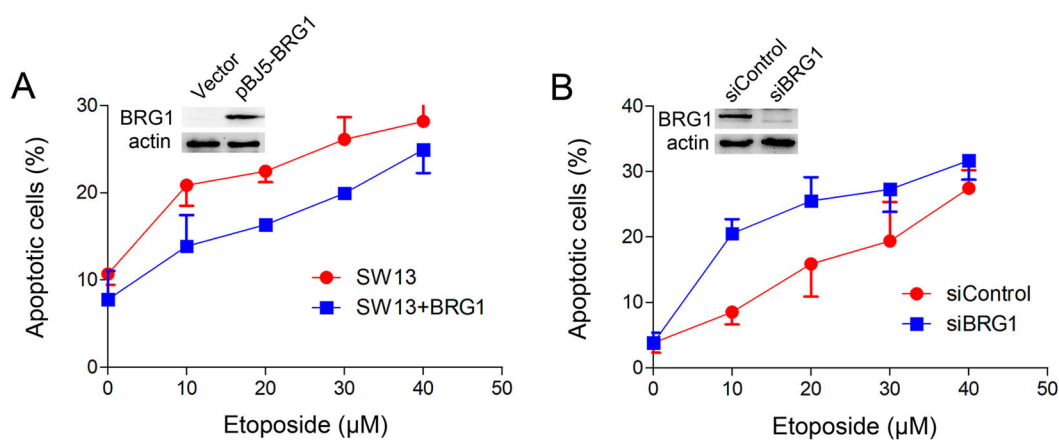 A
Vector
pBJ5-BRG1
BRG1
actin
Apoptotic cells (%)
30
20
10
0
SW13
SW13+BRG1
0 10 20 30 40 50
Etoposide (µM)
B
siControl
siBRG1
BRG1
actin
Apoptotic cells (%)
40
30
20
10
0
siControl
siBRG1
0 10 20 30 40 50
Etoposide (µM)